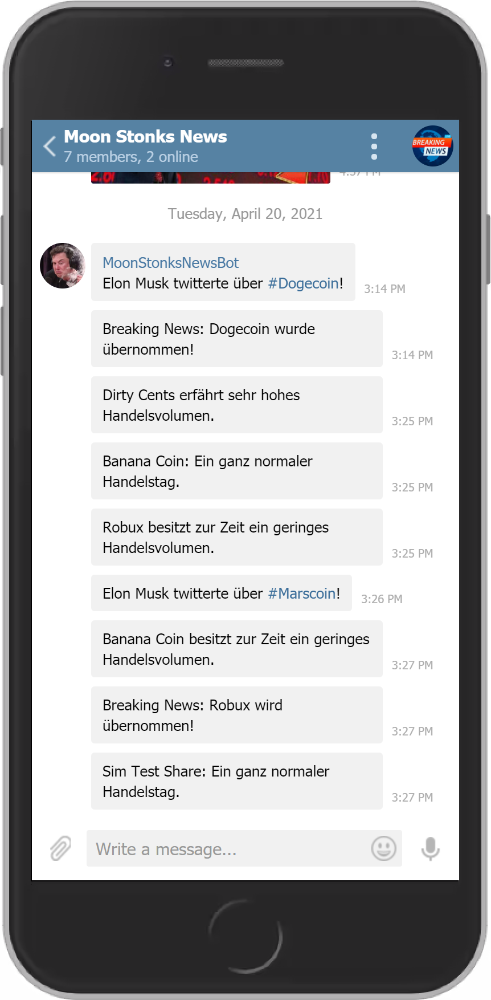 Moon Stonks News
7 members, 2 online
BREAKING
NEWS
Tuesday, April 20, 2021
MoonStonksNewsBot
Elon Musk twitterte über #Dogecoin!
3:14 PM
Breaking News: Dogecoin wurde
übernommen!
3:14 PM
Dirty Cents erfährt sehr hohes
Handelsvolumen.
3:25 PM
Banana Coin: Ein ganz normaler
Handelstag.
3:25 PM
Robux besitzt zur Zeit ein geringes
Handelsvolumen.
3:25 PM
Elon Musk twitterte über #Marscoin!
3:26 PM
Banana Coin besitzt zur Zeit ein geringes
Handelsvolumen.
3:27 PM
Breaking News: Robux wird
übernommen!
3:27 PM
Sim Test Share: Ein ganz normaler
Handelstag.
3:27 PM
Write a message...